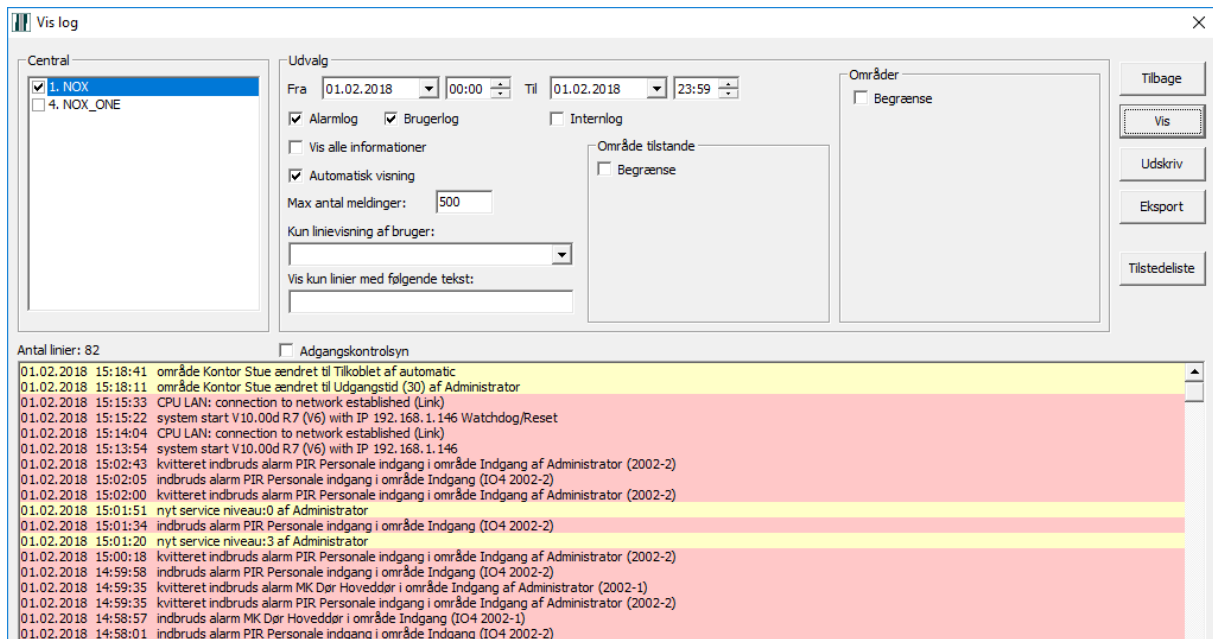 Vis log
Central
1. NOX
4. NOX_ONE
Udvalg
Fra 01.02.2018 00:00 Til 01.02.2018 23:59
Alarmlog Brugerlog Internlog
Vis alle informationer
Automatisk visning
Max antal meldinger: 500
Kun linievisning af bruger:
Vis kun linier med følgende tekst:
Område tilstande
Begrænse
Områder
Begrænse
Tilbage
Vis
Udskriv
Eksport
Tilstedeliste
Antal linier: 82
Adgangskontrolsyn
01.02.2018 15:18:41 område Kontor Stue ændret til Tilkoblet af automatic
01.02.2018 15:18:11 område Kontor Stue ændret til Udgangstid (30) af Administrator
01.02.2018 15:15:33 CPU LAN: connection to network established (Link)
01.02.2018 15:15:22 system start V10.00d R7 (V6) with IP 192.168.1.146 Watchdog/Reset
01.02.2018 15:14:04 CPU LAN: connection to network established (Link)
01.02.2018 15:13:54 system start V10.00d R7 (V6) with IP 192.168.1.146
01.02.2018 15:02:43 kvitteret indbruds alarm PIR Personale indgang i område Indgang af Administrator (2002-2)
01.02.2018 15:02:05 indbruds alarm PIR Personale indgang i område Indgang (IO4 2002-2)
01.02.2018 15:02:00 kvitteret indbruds alarm PIR Personale indgang i område Indgang af Administrator (2002-2)
01.02.2018 15:01:51 nyt service niveau:0 af Administrator
01.02.2018 15:01:34 indbruds alarm PIR Personale indgang i område Indgang (IO4 2002-2)
01.02.2018 15:01:20 nyt service niveau:3 af Administrator
01.02.2018 15:00:18 kvitteret indbruds alarm PIR Personale indgang i område Indgang af Administrator (2002-2)
01.02.2018 14:59:58 indbruds alarm PIR Personale indgang i område Indgang (IO4 2002-2)
01.02.2018 14:59:35 kvitteret indbruds alarm MK Dør Hoveddør i område Indgang af Administrator (2002-1)
01.02.2018 14:59:35 kvitteret indbruds alarm PIR Personale indgang i område Indgang af Administrator (2002-2)
01.02.2018 14:58:57 indbruds alarm MK Dør Hoveddør i område Indgang (IO4 2002-1)
01.02.2018 14:58:01 indbruds alarm PIR Personale indgang i område Indgang (IO4 2002-2)